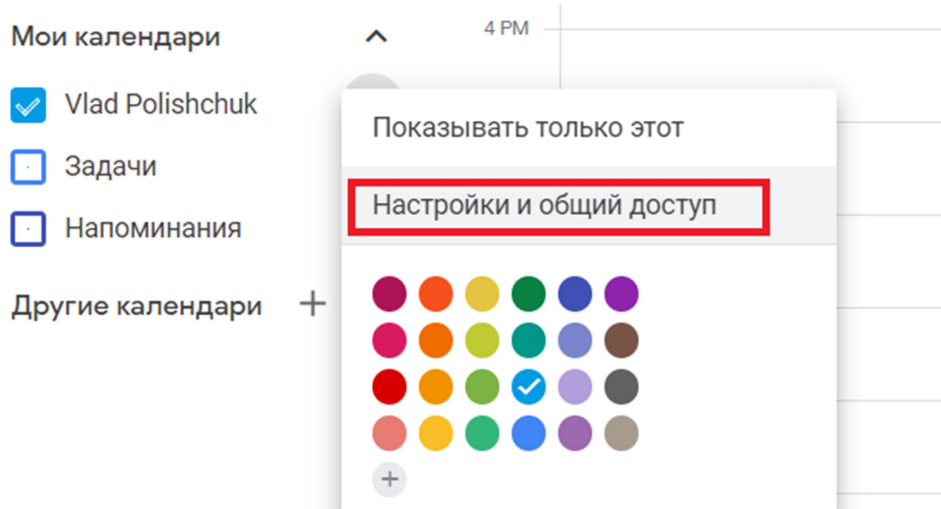 Мои календари
4 PM
Vlad Polishchuk
Показывать только этот
Задачи
Настройки и общий доступ
Напоминания
Другие календари +
+